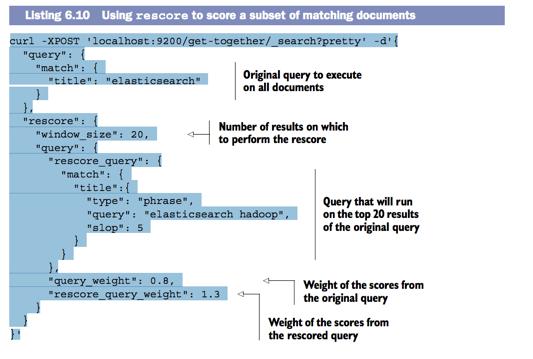 Listing 6.10 Using rescore to score a subset of matching documents
curl -XPOST 'localhost:9200/get-together/_search?pretty' -d'{
"query": {
"match": {
"title": "elasticsearch"
}
},
Original query to execute
on all documents
"rescore": {
"window_size": 20,
Number of results on which
to perform the rescore
"query": {
"rescore_query": {
"match": {
"title":{
"type": "phrase",
"query": "elasticsearch hadoop",
"slop": 5
}
}
},
Query that will run
on the top 20 results
of the original query
"query_weight": 0.8,
Weight of the scores from
the original query
"rescore_query_weight": 1.3
Weight of the scores from
the rescored query
}
}
}'